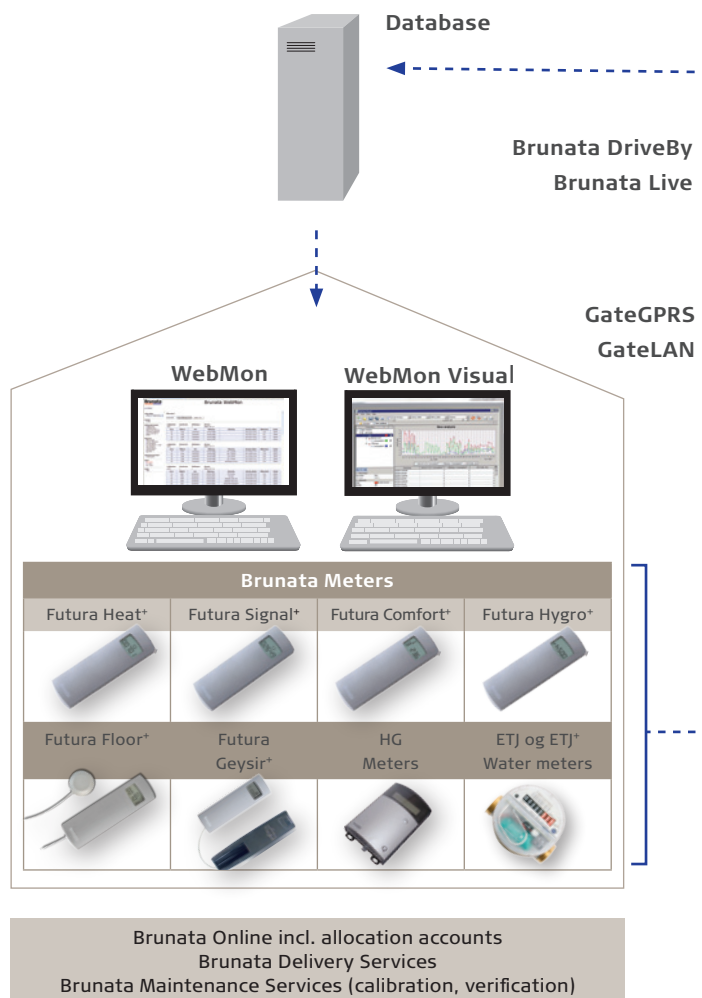 Database
Brunata DriveBy
Brunata Live
GateGPRS
GateLAN
WebMon
WebMon Visual
Brunata WebMon
Brunata Meters
Futura Heat⁺
Futura Signal⁺
Futura Comfort⁺
Futura Hygro⁺
Futura Floor⁺
Futura
Geysir⁺
HG
Meters
ETJ og ETJ⁺
Water meters
Brunata Online incl. allocation accounts
Brunata Delivery Services
Brunata Maintenance Services (calibration, verification)